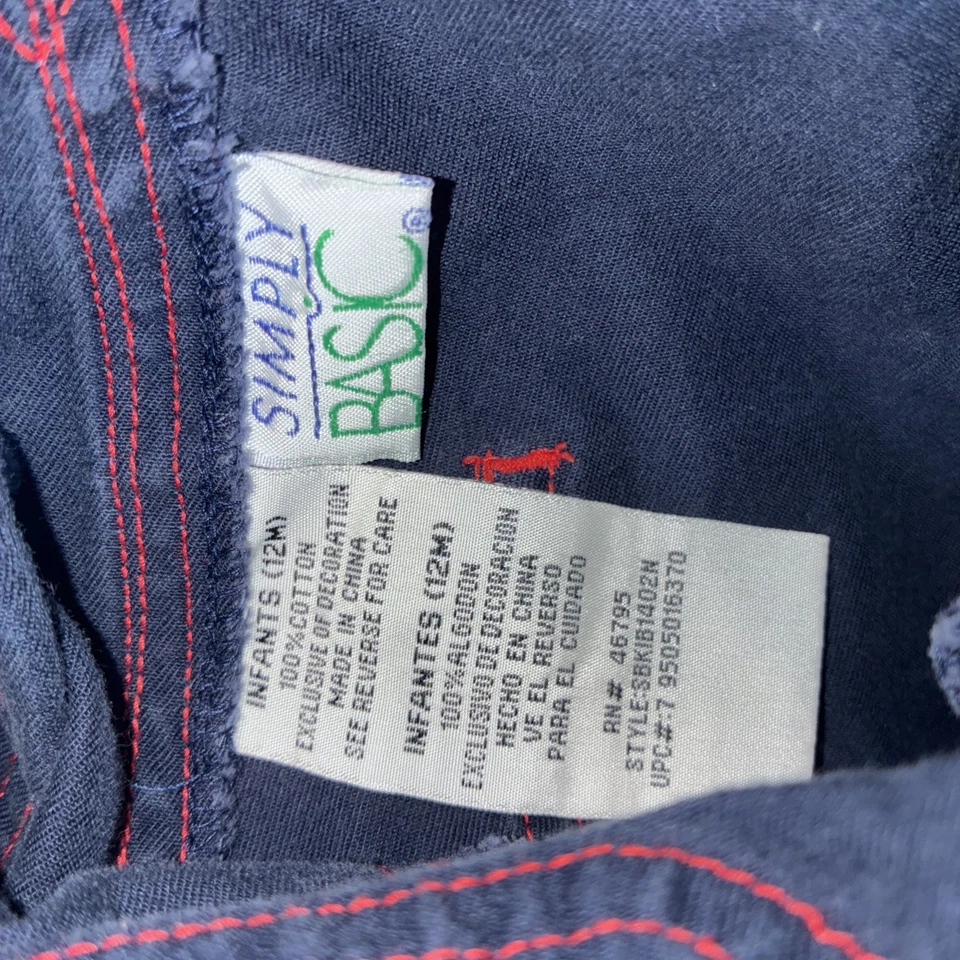 SIMPLY
BASIC®
INFANTS (12M)
100%COTTON
EXCLUSIVE OF DECORATION
MADE IN CHINA
SEE REVERSE FOR CARE
INFANTES (12M)
100%ALGODON
EXCLUSIVO DE DECORACION
HECHO EN CHINA
VE EL REVERSO
PARA EL CUIDADO
RN# 46795
STYLE:SBKIB1402N
UPC#:7 9505016370